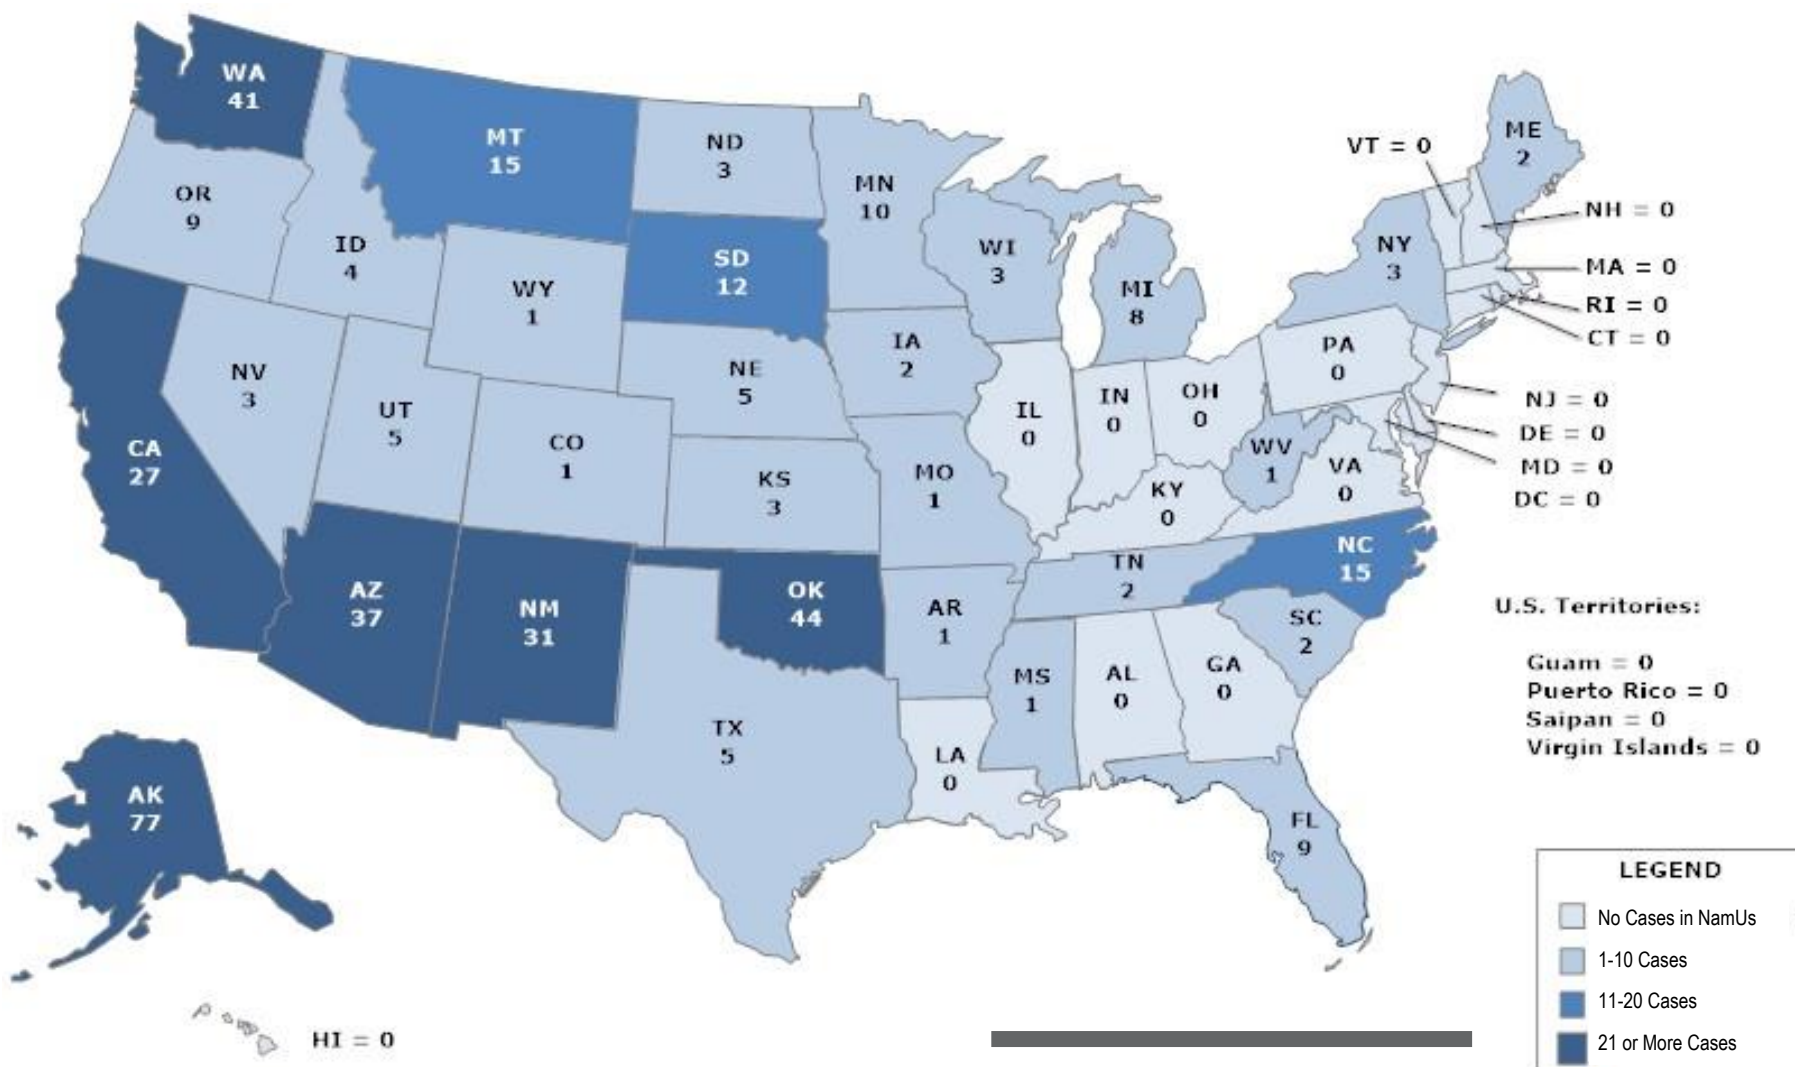 WA
41
MT
15
ND
3
MN
10
OR
9
ID
4
WY
1
SD
12
WI
3
MI
8
VT = 0
ME
2
NH = 0
NY
3
MA = 0
RI = 0
CT = 0
NV
3
UT
5
CO
1
NE
5
IA
2
IL
0
IN
0
OH
0
PA
0
NJ = 0
DE = 0
MD = 0
DC = 0
CA
27
KS
3
MO
1
KY
0
WV
1
VA
0
AZ
37
NM
31
OK
44
AR
1
TN
2
NC
15
SC
2
TX
5
LA
0
MS
1
AL
0
GA
0
FL
9
AK
77
HI = 0
U.S. Territories:
Guam = 0
Puerto Rico = 0
Saipan = 0
Virgin Islands = 0
LEGEND
No Cases in NamUs
1-10 Cases
11-20 Cases
21 or More Cases